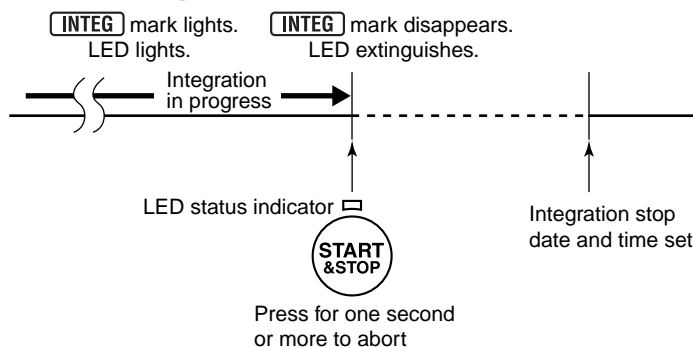 INTEG mark lights.
LED lights.
INTEG mark disappears.
LED extinguishes.
Integration
in progress
LED status indicator
START
&STOP
Press for one second
or more to abort
Integration stop
date and time set